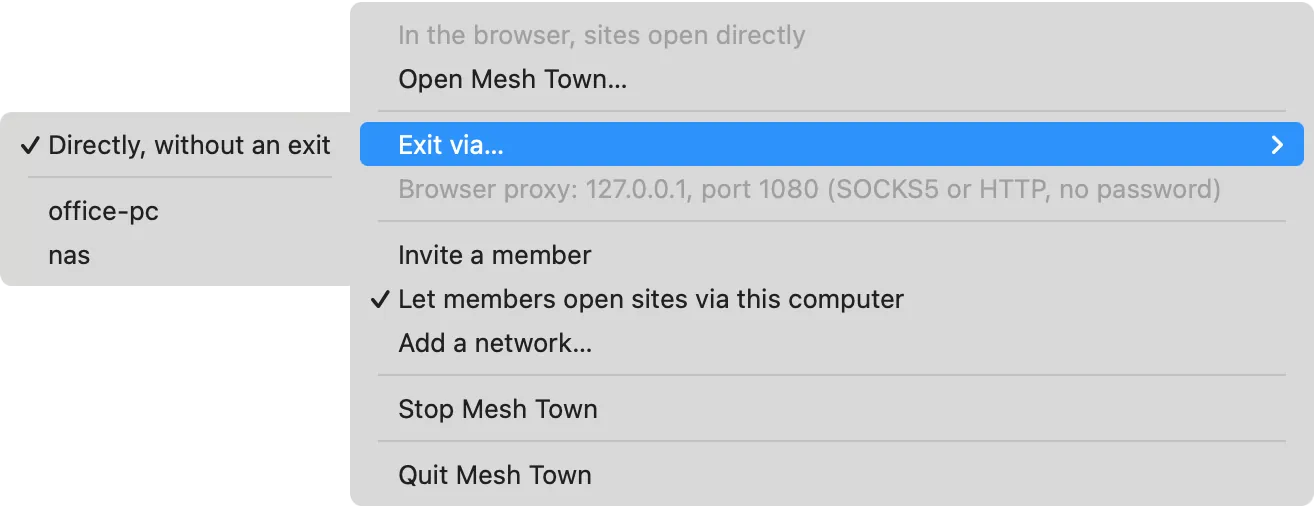 In the browser, sites open directly
Open Mesh Town...
Exit via...
Directly, without an exit
office-pc
nas
Browser proxy: 127.0.0.1, port 1080 (SOCKS5 or HTTP, no password)
Invite a member
Let members open sites via this computer
Add a network...
Stop Mesh Town
Quit Mesh Town